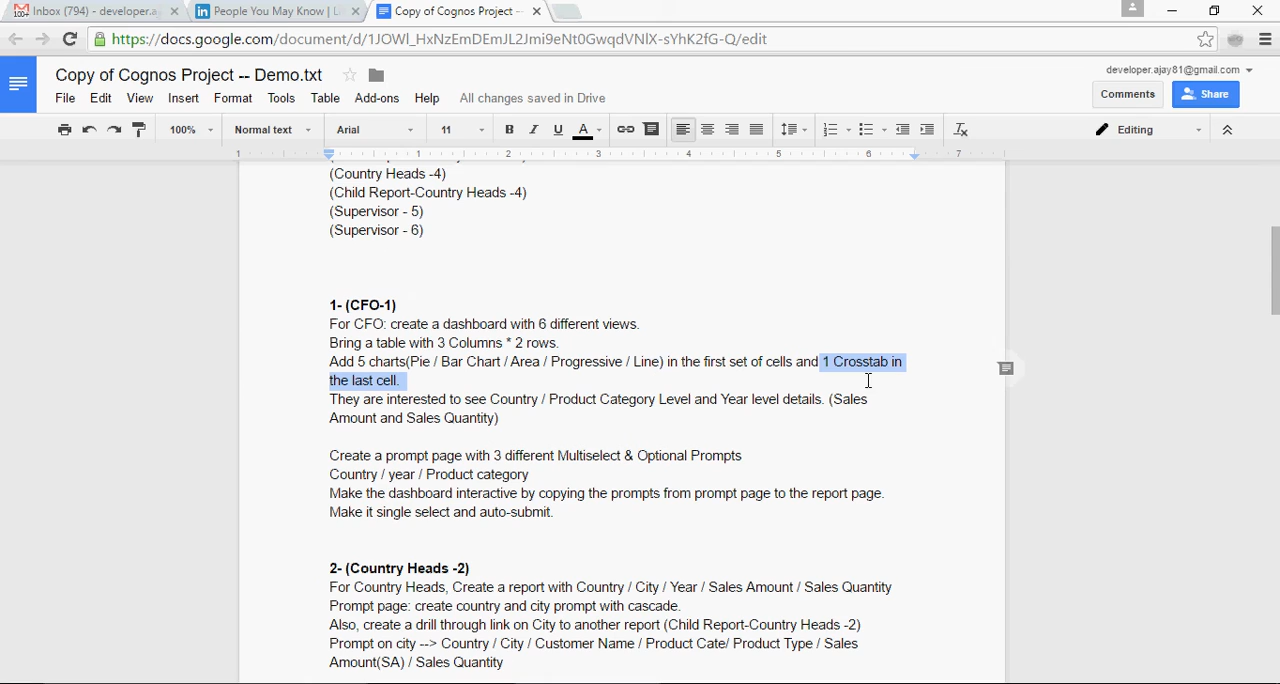 Inbox (794) - developer.a
People You May Know | Li
Copy of Cognos Project -
https://docs.google.com/document/d/1JOWl_HxNzEmDEmJL2Jmi9eNt0GwqdVNlX-sYhK2fG-Q/edit
Copy of Cognos Project -- Demo.txt
developer.ajay81@gmail.com
File Edit View Insert Format Tools Table Add-ons Help All changes saved in Drive
Comments
Share
100% Normal text Arial 11 B I U A Editing
1 1 2 3 4 5 6 7
(Country Heads -4)
(Child Report-Country Heads -4)
(Supervisor - 5)
(Supervisor - 6)
1- (CFO-1)
For CFO: create a dashboard with 6 different views.
Bring a table with 3 Columns * 2 rows.
Add 5 charts(Pie / Bar Chart / Area / Progressive / Line) in the first set of cells and 1 Crosstab in
the last cell.
They are interested to see Country / Product Category Level and Year level details. (Sales
Amount and Sales Quantity)
Create a prompt page with 3 different Multiselect & Optional Prompts
Country / year / Product category
Make the dashboard interactive by copying the prompts from prompt page to the report page.
Make it single select and auto-submit.
2- (Country Heads -2)
For Country Heads, Create a report with Country / City / Year / Sales Amount / Sales Quantity
Prompt page: create country and city prompt with cascade.
Also, create a drill through link on City to another report (Child Report-Country Heads -2)
Prompt on city --> Country / City / Customer Name / Product Cate/ Product Type / Sales
Amount(SA) / Sales Quantity